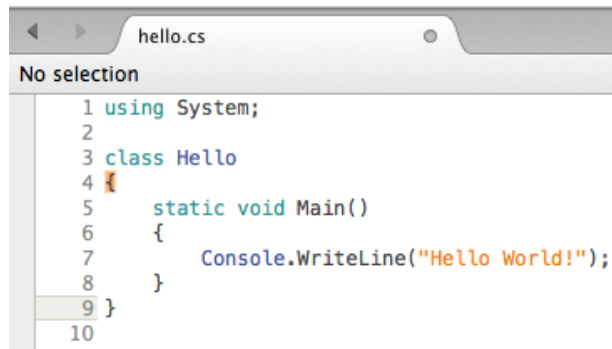 hello.cs
No selection
1 using System;
2
3 class Hello
4 {
5     static void Main()
6     {
7         Console.WriteLine("Hello World!");
8     }
9 }
10